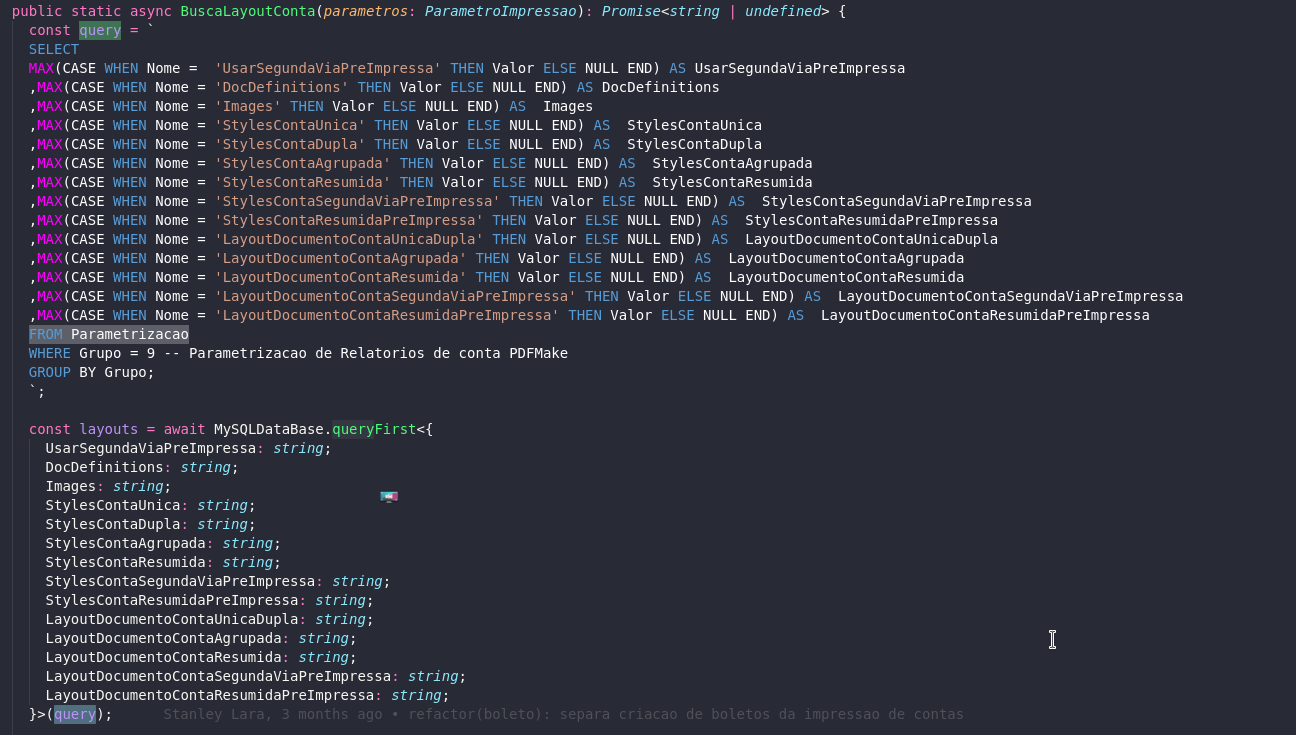 public static async BuscaLayoutConta(parametros: ParametroImpressao): Promise<string | undefined> {
const query = `
SELECT
MAX(CASE WHEN Nome =  'UsarSegundaViaPreImpressa' THEN Valor ELSE NULL END) AS UsarSegundaViaPreImpressa
,MAX(CASE WHEN Nome = 'DocDefinitions' THEN Valor ELSE NULL END) AS DocDefinitions
,MAX(CASE WHEN Nome = 'Images' THEN Valor ELSE NULL END) AS  Images
,MAX(CASE WHEN Nome = 'StylesContaUnica' THEN Valor ELSE NULL END) AS  StylesContaUnica
,MAX(CASE WHEN Nome = 'StylesContaDupla' THEN Valor ELSE NULL END) AS  StylesContaDupla
,MAX(CASE WHEN Nome = 'StylesContaAgrupada' THEN Valor ELSE NULL END) AS  StylesContaAgrupada
,MAX(CASE WHEN Nome = 'StylesContaResumida' THEN Valor ELSE NULL END) AS  StylesContaResumida
,MAX(CASE WHEN Nome = 'StylesContaSegundaViaPreImpressa' THEN Valor ELSE NULL END) AS  StylesContaSegundaViaPreImpressa
,MAX(CASE WHEN Nome = 'StylesContaResumidaPreImpressa' THEN Valor ELSE NULL END) AS  StylesContaResumidaPreImpressa
,MAX(CASE WHEN Nome = 'LayoutDocumentoContaUnicaDupla' THEN Valor ELSE NULL END) AS  LayoutDocumentoContaUnicaDupla
,MAX(CASE WHEN Nome = 'LayoutDocumentoContaAgrupada' THEN Valor ELSE NULL END) AS  LayoutDocumentoContaAgrupada
,MAX(CASE WHEN Nome = 'LayoutDocumentoContaResumida' THEN Valor ELSE NULL END) AS  LayoutDocumentoContaResumida
,MAX(CASE WHEN Nome = 'LayoutDocumentoContaSegundaViaPreImpressa' THEN Valor ELSE NULL END) AS  LayoutDocumentoContaSegundaViaPreImpressa
,MAX(CASE WHEN Nome = 'LayoutDocumentoContaResumidaPreImpressa' THEN Valor ELSE NULL END) AS  LayoutDocumentoContaResumidaPreImpressa
FROM Parametrizacao
WHERE Grupo = 9 -- Parametrizacao de Relatorios de conta PDFMake
GROUP BY Grupo;
`;
const layouts = await MySQLDataBase.queryFirst<{
UsarSegundaViaPreImpressa: string;
DocDefinitions: string;
Images: string;
StylesContaUnica: string;
StylesContaDupla: string;
StylesContaAgrupada: string;
StylesContaResumida: string;
StylesContaSegundaViaPreImpressa: string;
StylesContaResumidaPreImpressa: string;
LayoutDocumentoContaUnicaDupla: string;
LayoutDocumentoContaAgrupada: string;
LayoutDocumentoContaResumida: string;
LayoutDocumentoContaSegundaViaPreImpressa: string;
LayoutDocumentoContaResumidaPreImpressa: string;
}>(query); Stanley Lara, 3 months ago • refactor(boleto): separa criacao de boletos da impressao de contas